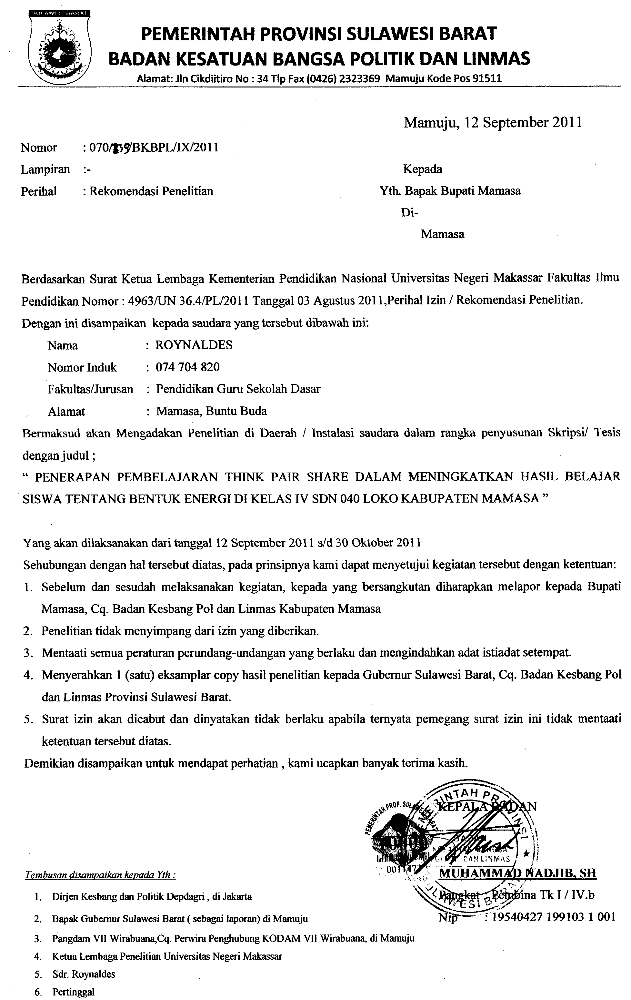 SULAWESI BARAT
PEMERINTAH PROVINSI SULAWESI BARAT
BADAN KESATUAN BANGSA POLITIK DAN LINMAS
Alamat: Jln Cikdiitiro No : 34 Tlp Fax (0426) 2323369 Mamuju Kode Pos 91511
Mamuju, 12 September 2011
Nomor : 070/ /BKBPL/IX/2011
Lampiran :-
Kepada
Perihal : Rekomendasi Penelitian
Yth. Bapak Bupati Mamasa
Di-
Mamasa
Berdasarkan Surat Ketua Lembaga Kementerian Pendidikan Nasional Universitas Negeri Makassar Fakultas Ilmu
Pendidikan Nomor : 4963/UN 36.4/PL/2011 Tanggal 03 Agustus 2011,Perihal Izin / Rekomendasi Penelitian.
Dengan ini disampaikan kepada saudara yang tersebut dibawah ini:
Nama : ROYNALDES
Nomor Induk : 074 704 820
Fakultas/Jurusan : Pendidikan Guru Sekolah Dasar
Alamat : Mamasa, Buntu Buda
Bermaksud akan Mengadakan Penelitian di Daerah / Instalasi saudara dalam rangka penyusunan Skripsi/ Tesis
dengan judul ;
“ PENERAPAN PEMBELAJARAN THINK PAIR SHARE DALAM MENINGKATKAN HASIL BELAJAR
SISWA TENTANG BENTUK ENERGI DI KELAS IV SDN 040 LOKO KABUPATEN MAMASA ”
Yang akan dilaksanakan dari tanggal 12 September 2011 s/d 30 Oktober 2011
Sehubungan dengan hal tersebut diatas, pada prinsipnya kami dapat menyetujui kegiatan tersebut dengan ketentuan:
1. Sebelum dan sesudah melaksanakan kegiatan, kepada yang bersangkutan diharapkan melapor kepada Bupati
Mamasa, Cq. Badan Kesbang Pol dan Linmas Kabupaten Mamasa
2. Penelitian tidak menyimpang dari izin yang diberikan.
3. Mentaati semua peraturan perundang-undangan yang berlaku dan mengindahkan adat istiadat setempat.
4. Menyerahkan 1 (satu) eksamplar copy hasil penelitian kepada Gubernur Sulawesi Barat, Cq. Badan Kesbang Pol
dan Linmas Provinsi Sulawesi Barat.
5. Surat izin akan dicabut dan dinyatakan tidak berlaku apabila ternyata pemegang surat izin ini tidak mentaati
ketentuan tersebut diatas.
Demikian disampaikan untuk mendapat perhatian , kami ucapkan banyak terima kasih.
KEPALA BADAN
PEMERINTAH PROP. SULAWESI BARAT
PEMERINTAH PROVINSI
SULAWESI BARAT
BADAN
KESATUAN BANGSA
POLITIK DAN LINMAS
MUHAMMAD NADJIB, SH
Pangkat : Pembina Tk I / IV.b
Nip : 19540427 199103 1 001
Tembusan disampaikan kepada Yth :
1. Dirjen Kesbang dan Politik Depdagri , di Jakarta
2. Bapak Gubernur Sulawesi Barat ( sebagai laporan) di Mamuju
3. Pangdam VII Wirabuana,Cq. Perwira Penghubung KODAM VII Wirabuana, di Mamuju
4. Ketua Lembaga Penelitian Universitas Negeri Makassar
5. Sdr. Roynaldes
6. Pertinggal